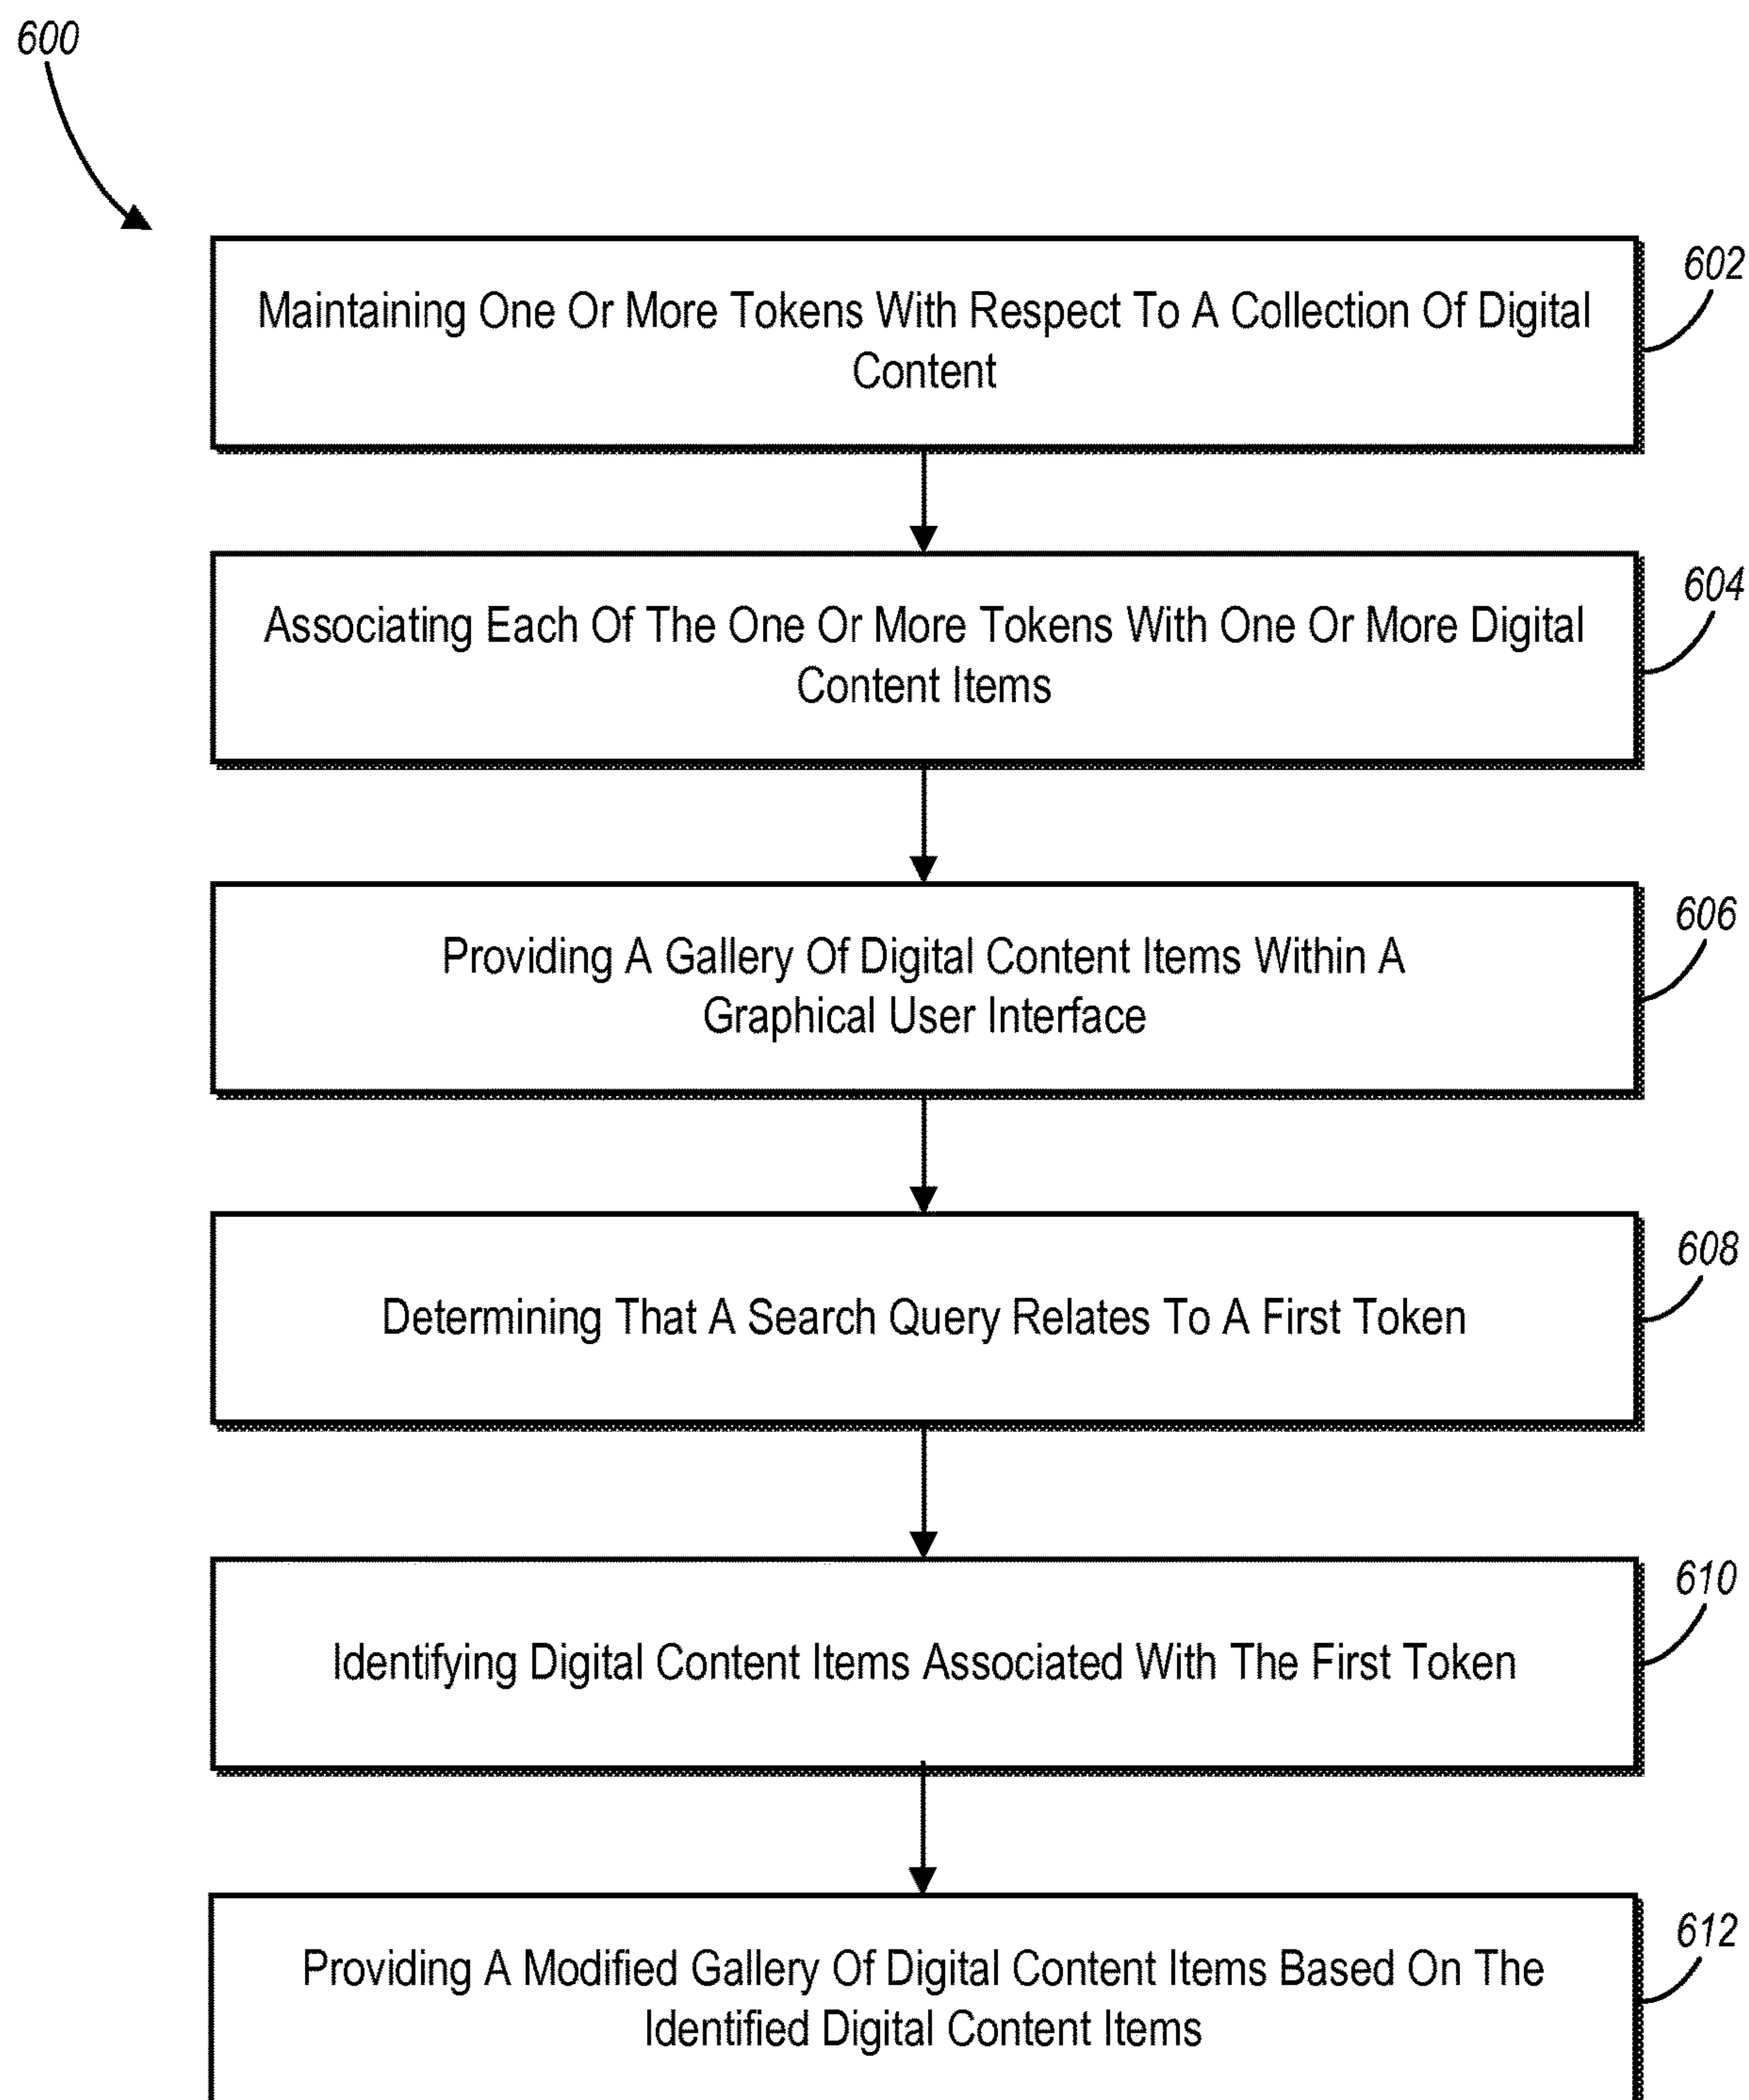 600
602
Maintaining One Or More Tokens With Respect To A Collection Of Digital
Content
604
Associating Each Of The One Or More Tokens With One Or More Digital
Content Items
606
Providing A Gallery Of Digital Content Items Within A
Graphical User Interface
608
Determining That A Search Query Relates To A First Token
610
Identifying Digital Content Items Associated With The First Token
612
Providing A Modified Gallery Of Digital Content Items Based On The
Identified Digital Content Items